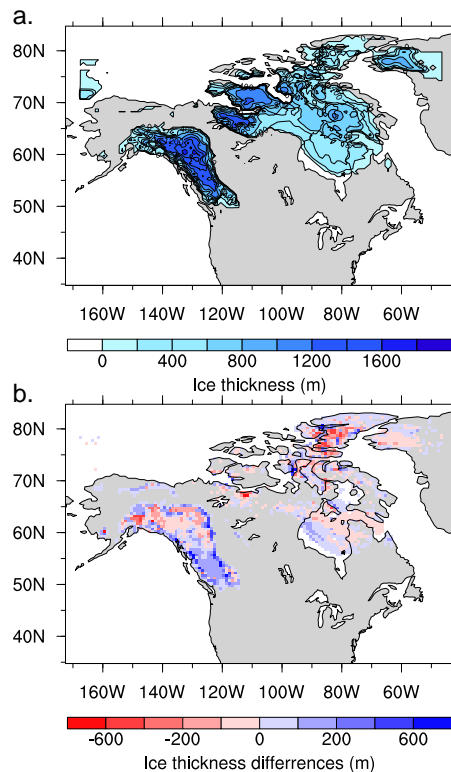 a.
80N
70N
60N
50N
40N
160W 140W 120W 100W 80W 60W
0 400 800 1200 1600
Ice thickness (m)
b.
80N
70N
60N
50N
40N
160W 140W 120W 100W 80W 60W
-600 -200 0 200 600
Ice thickness differrences (m)